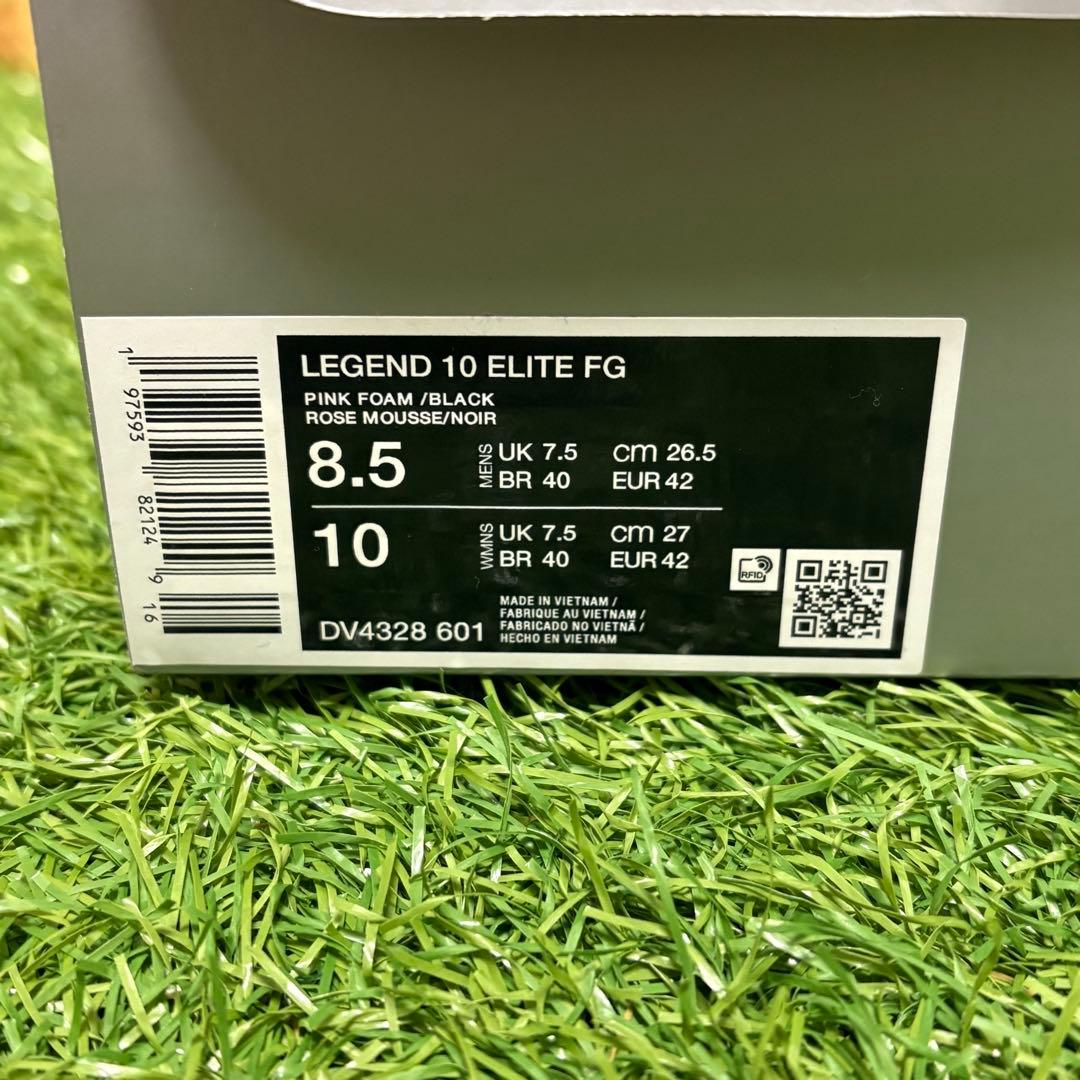 LEGEND 10 ELITE FG
PINK FOAM /BLACK
ROSE MOUSSE/NOIR
8.5 MENS UK 7.5 cm 26.5
BR 40 EUR 42
10 WMNS UK 7.5 cm 27
BR 40 EUR 42
DV4328 601
MADE IN VIETNAM /
FABRIQUE AU VIETNAM /
FABRICADO NO VIETNÃ /
HECHO EN VIETNAM
RFID
1 97593 82124 9 16